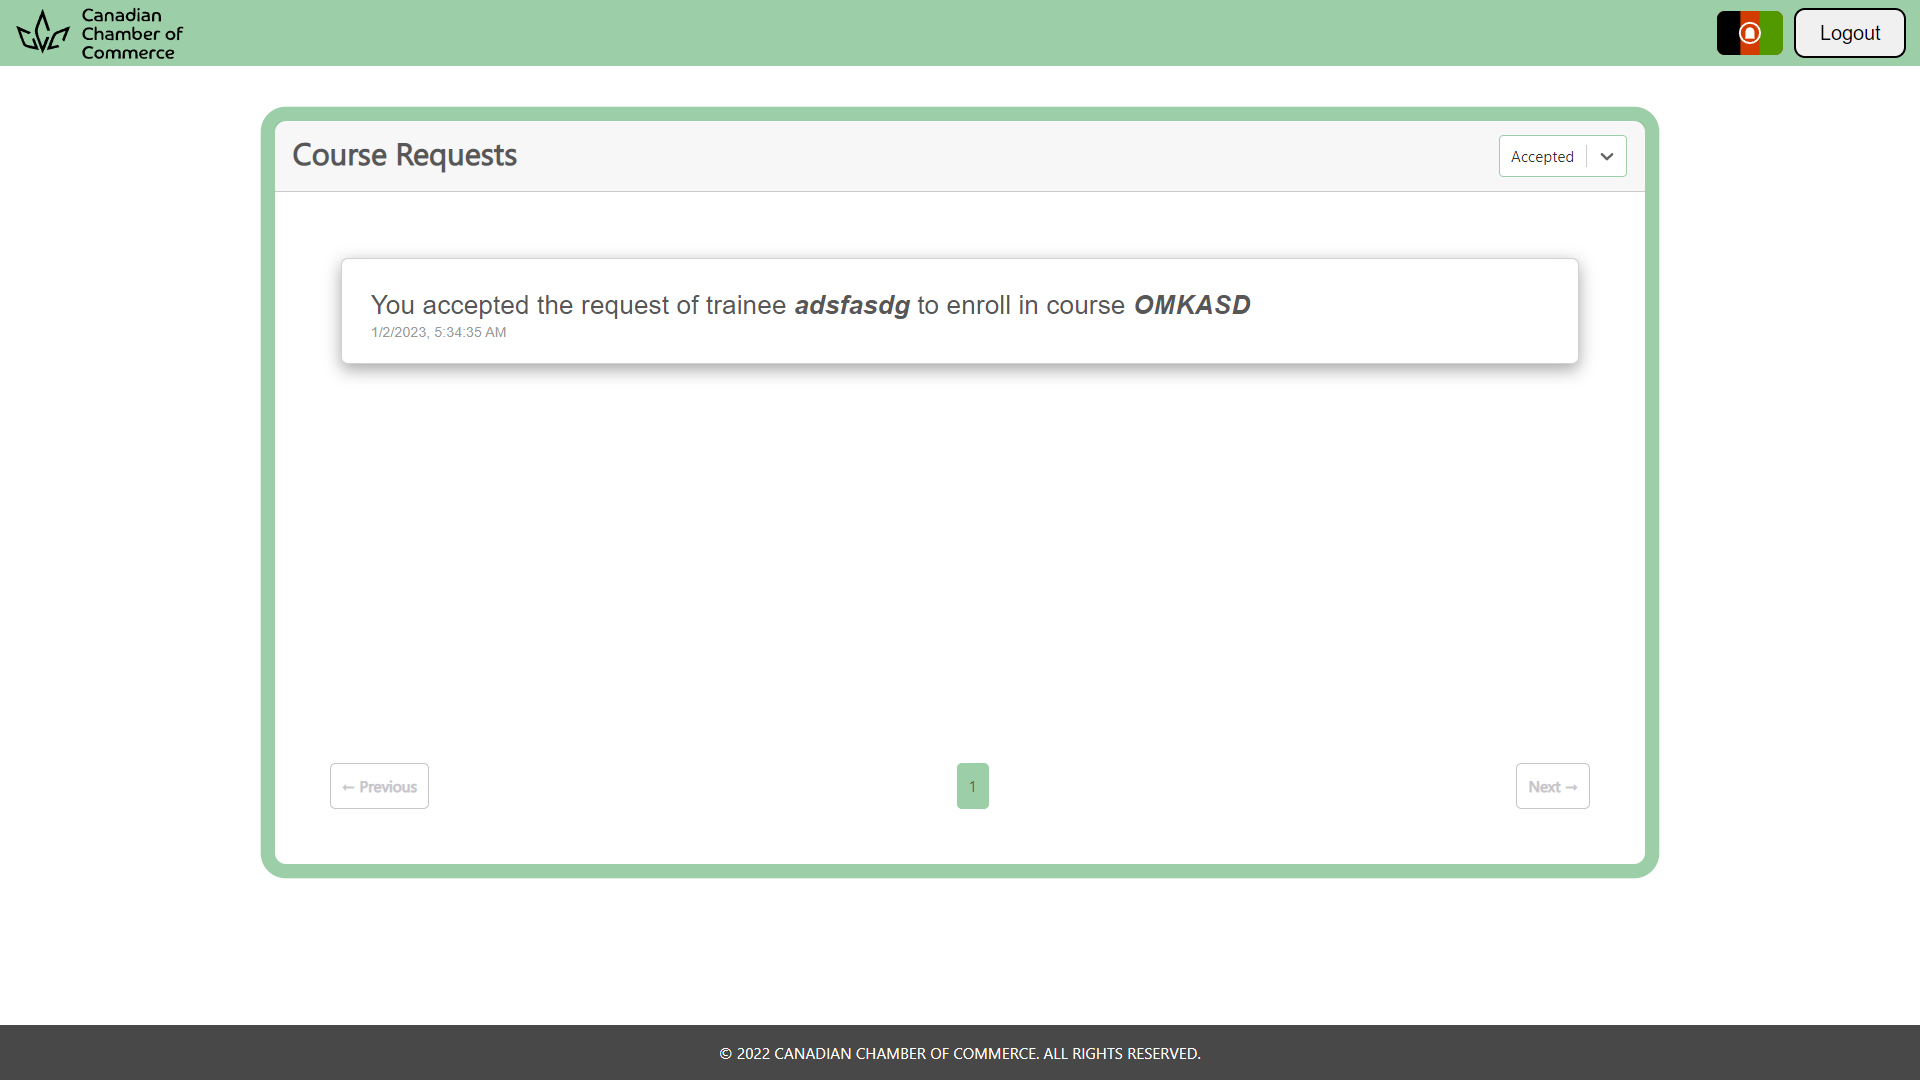 Canadian
Chamber of
Commerce
Logout
Course Requests
Accepted
You accepted the request of trainee adsfasdg to enroll in course OMKASD
1/2/2023, 5:34:35 AM
← Previous
1
Next →
© 2022 CANADIAN CHAMBER OF COMMERCE. ALL RIGHTS RESERVED.